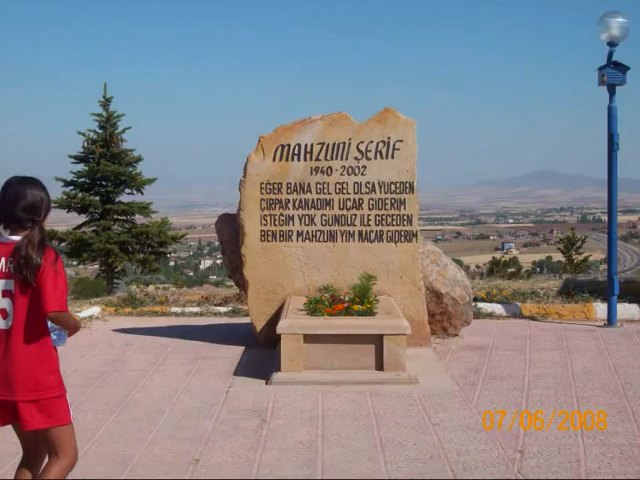 MAHZUNİ ŞERİF
1940 - 2002
EĞER BANA GEL GEL OLSA YÜCEDEN
ÇIRPAR KANADIMI UÇAR GİDERİM
İSTEĞİM YOK GÜNDÜZ İLE GECEDEN
BEN BİR MAHZUNİ'YİM NAÇAR GİDERİM
5
07/06/2008